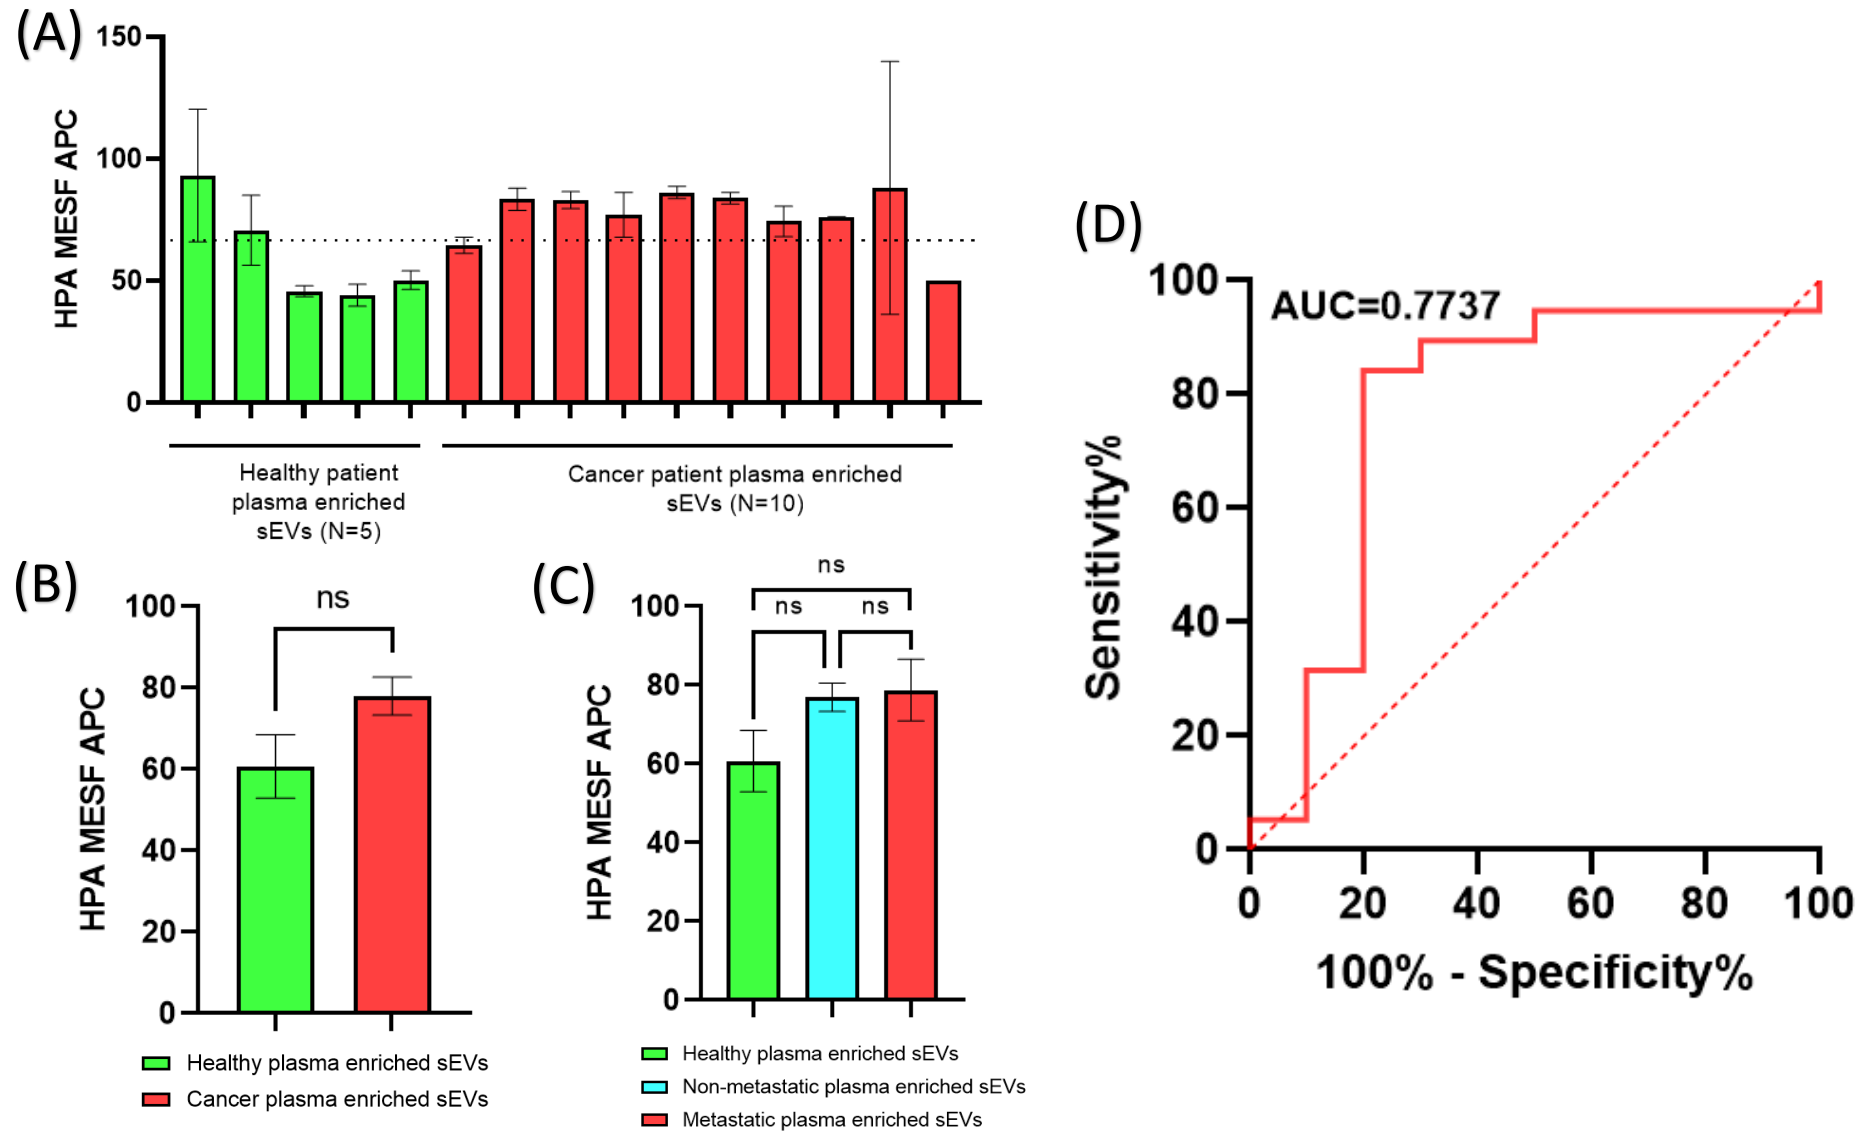 (A)
150
100
50
0
HPA MESF APC
Healthy patient
plasma enriched
sEVs (N=5)
Cancer patient plasma enriched
sEVs (N=10)
(B)
100
80
60
40
20
0
HPA MESF APC
ns
Healthy plasma enriched sEVs
Cancer plasma enriched sEVs
(C)
100
80
60
40
20
0
HPA MESF APC
ns
ns
ns
Healthy plasma enriched sEVs
Non-metastatic plasma enriched sEVs
Metastatic plasma enriched sEVs
(D)
100
80
60
40
20
0
Sensitivity%
AUC=0.7737
0 20 40 60 80 100
100% - Specificity%